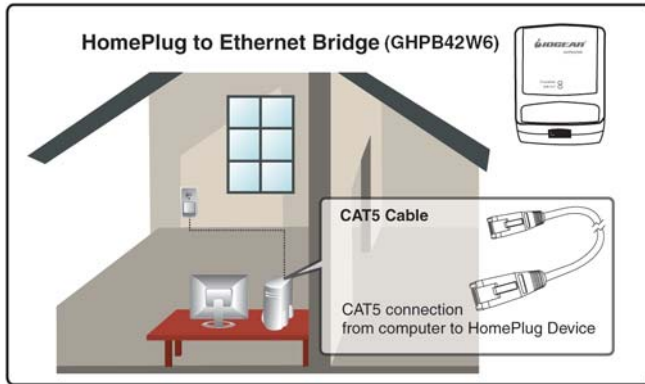 HomePlug to Ethernet Bridge (GHPB42W6)
IOGEAR
CAT5 Cable
CAT5 connection
from computer to HomePlug Device